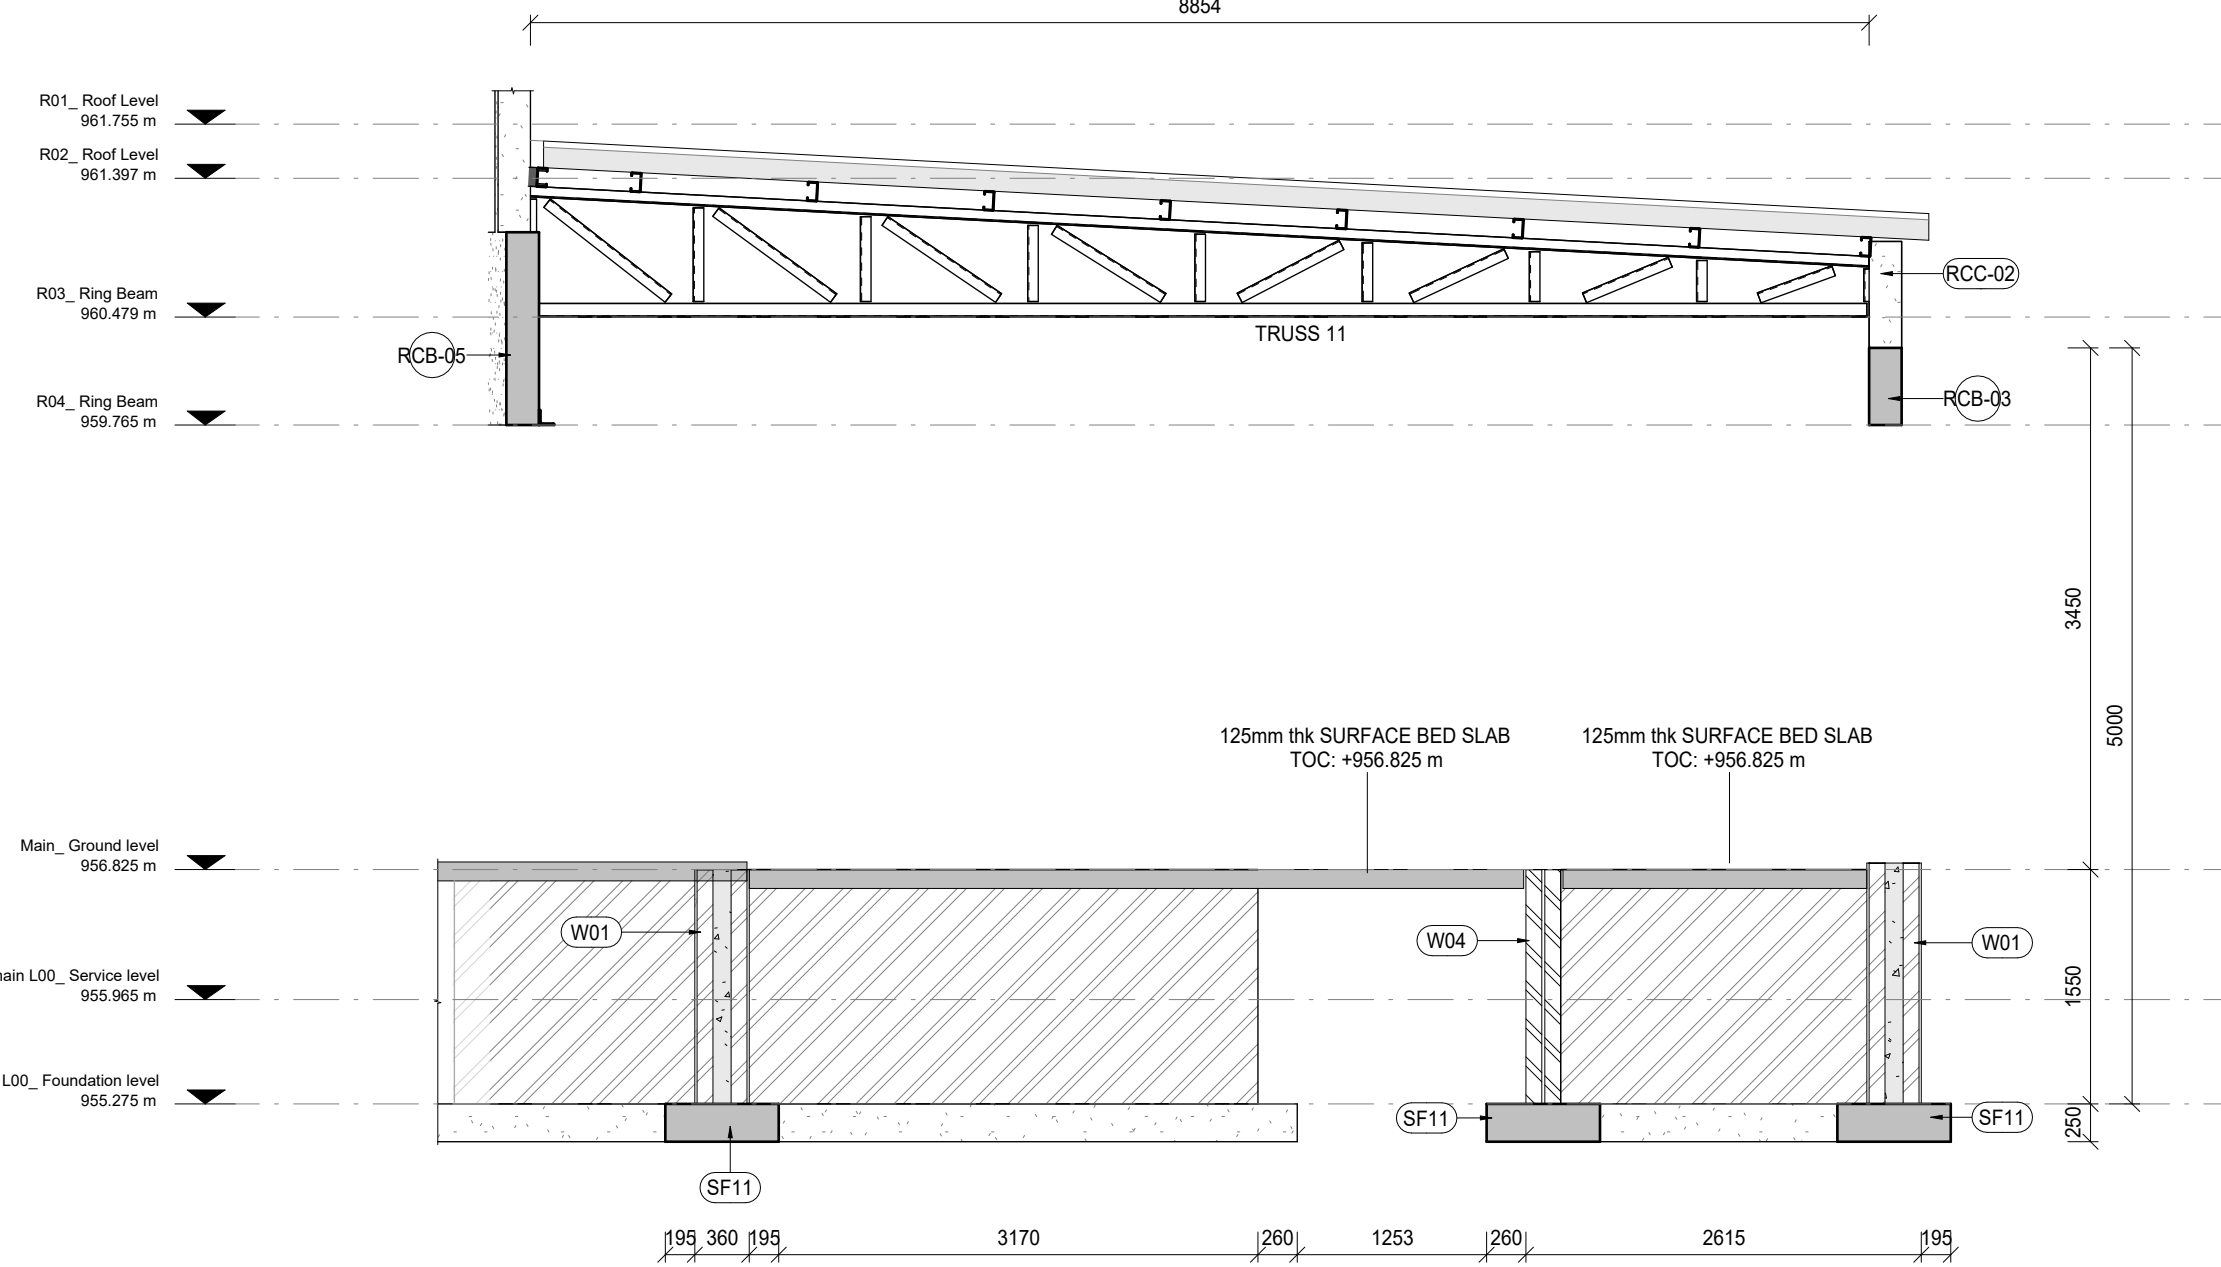 8854
R01_ Roof Level
961.755 m
R02_ Roof Level
961.397 m
R03_ Ring Beam
960.479 m
R04_ Ring Beam
959.765 m
RCC-02
TRUSS 11
RCB-05
RCB-03
3450
5000
125mm thk SURFACE BED SLAB
TOC: +956.825 m
125mm thk SURFACE BED SLAB
TOC: +956.825 m
Main_ Ground level
956.825 m
W01
W04
W01
ain L00_ Service level
955.965 m
1550
L00_ Foundation level
955.275 m
SF11
SF11
SF11
250
195
360
195
3170
260
1253
260
2615
195